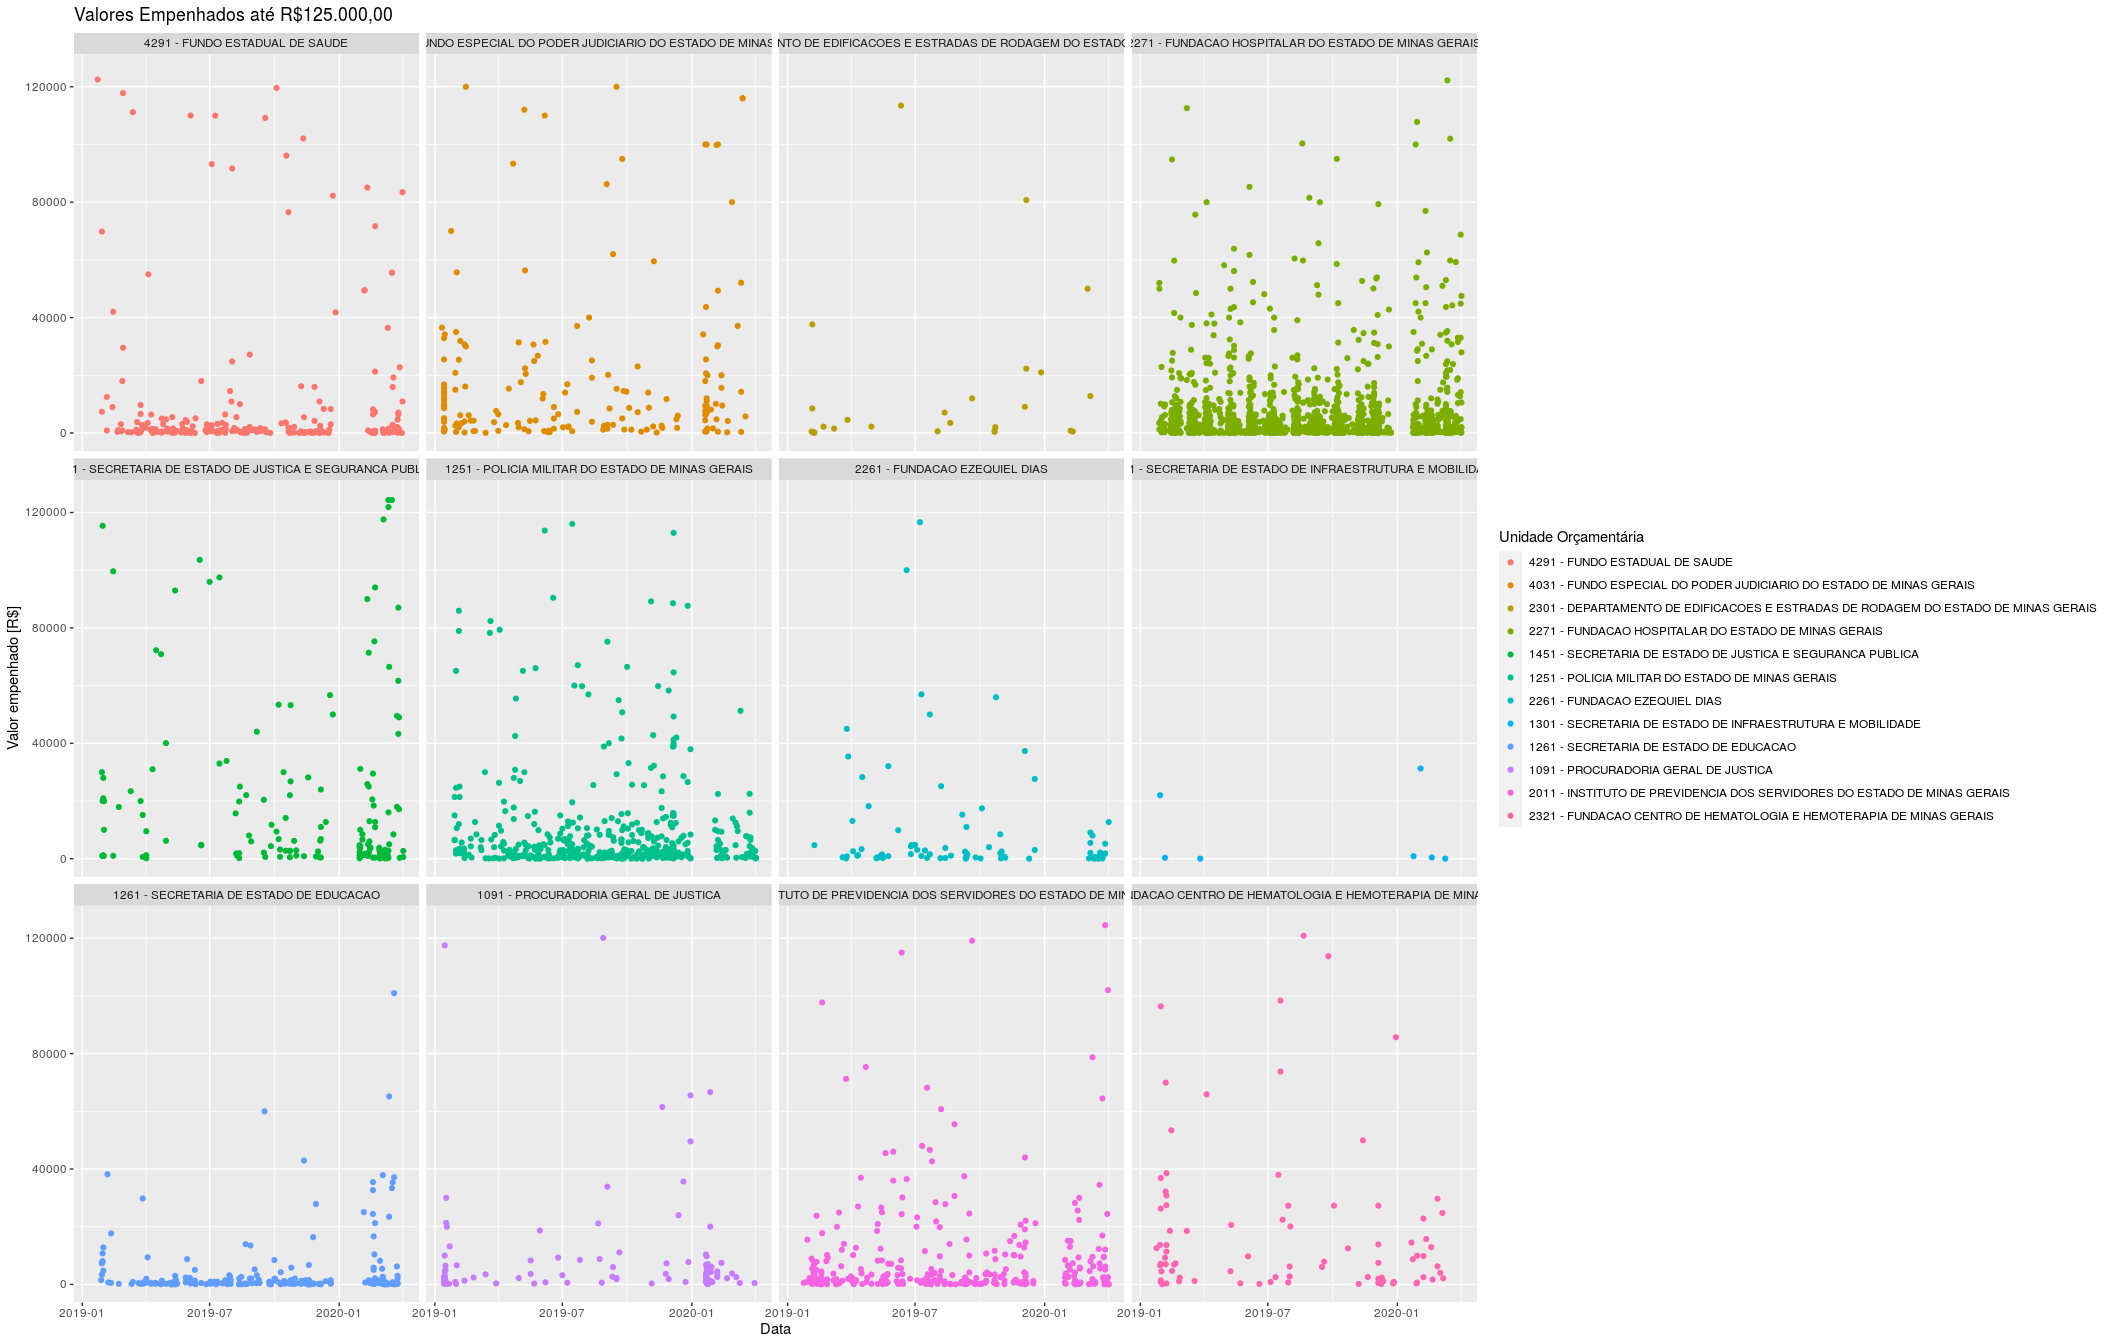 Valores Empenhados até R$125.000,00
4291 - FUNDO ESTADUAL DE SAUDE
UNDO ESPECIAL DO PODER JUDICIARIO DO ESTADO DE MINAS
NTO DE EDIFICACOES E ESTRADAS DE RODAGEM DO ESTADO
2271 - FUNDACAO HOSPITALAR DO ESTADO DE MINAS GERAIS
120000
80000
40000
0
1 - SECRETARIA DE ESTADO DE JUSTICA E SEGURANCA PUBL
1251 - POLICIA MILITAR DO ESTADO DE MINAS GERAIS
2261 - FUNDACAO EZEQUIEL DIAS
1 - SECRETARIA DE ESTADO DE INFRAESTRUTURA E MOBILIDA
120000
80000
40000
0
1261 - SECRETARIA DE ESTADO DE EDUCACAO
1091 - PROCURADORIA GERAL DE JUSTICA
TUTO DE PREVIDENCIA DOS SERVIDORES DO ESTADO DE MIN
NDACAO CENTRO DE HEMATOLOGIA E HEMOTERAPIA DE MINA
120000
80000
40000
0
2019-01 2019-07 2020-01 2019-01 2019-07 2020-01 2019-01 2019-07 2020-01 2019-01 2019-07 2020-01
Data
Valor empenhado [R$]
Unidade Orçamentária
4291 - FUNDO ESTADUAL DE SAUDE
4031 - FUNDO ESPECIAL DO PODER JUDICIARIO DO ESTADO DE MINAS GERAIS
2301 - DEPARTAMENTO DE EDIFICACOES E ESTRADAS DE RODAGEM DO ESTADO DE MINAS GERAIS
2271 - FUNDACAO HOSPITALAR DO ESTADO DE MINAS GERAIS
1451 - SECRETARIA DE ESTADO DE JUSTICA E SEGURANCA PUBLICA
1251 - POLICIA MILITAR DO ESTADO DE MINAS GERAIS
2261 - FUNDACAO EZEQUIEL DIAS
1301 - SECRETARIA DE ESTADO DE INFRAESTRUTURA E MOBILIDADE
1261 - SECRETARIA DE ESTADO DE EDUCACAO
1091 - PROCURADORIA GERAL DE JUSTICA
2011 - INSTITUTO DE PREVIDENCIA DOS SERVIDORES DO ESTADO DE MINAS GERAIS
2321 - FUNDACAO CENTRO DE HEMATOLOGIA E HEMOTERAPIA DE MINAS GERAIS